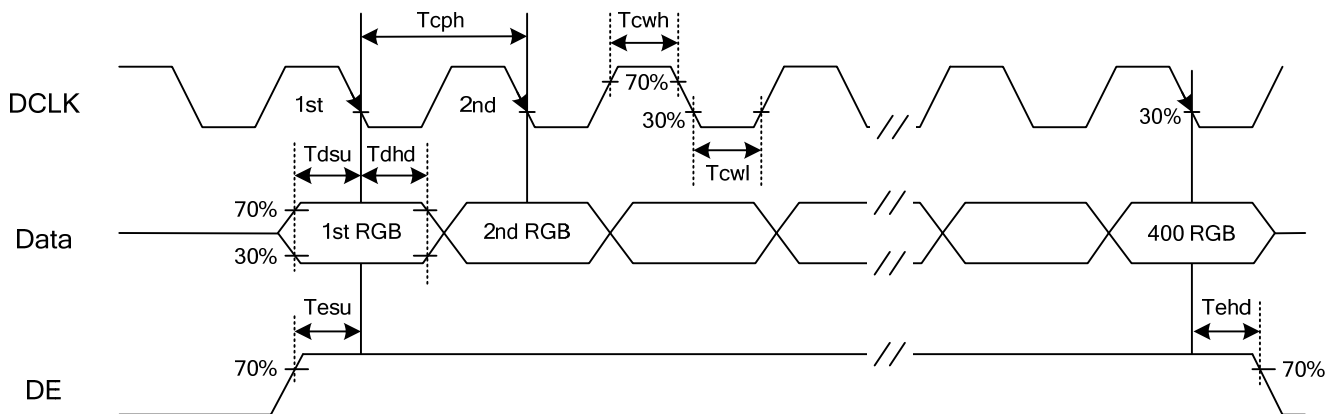 Tcph
Tcwh
DCLK
1st
2nd
70%
30%
30%
Tdsu
Tdhd
Tcwl
70%
Data
1st RGB
2nd RGB
400 RGB
30%
Tesu
Tehd
70%
70%
DE